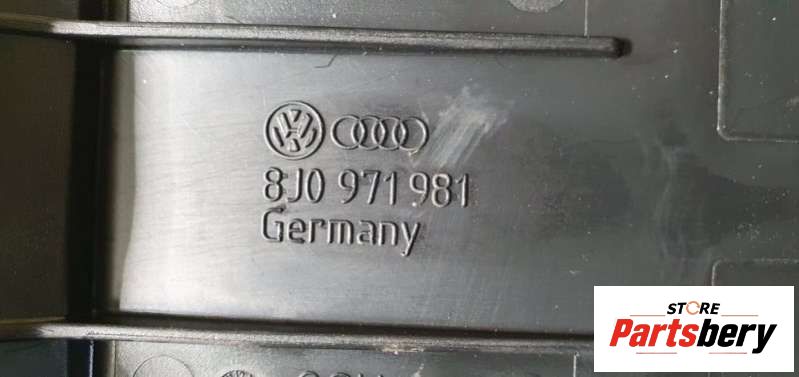 8J0 971 981
Germany
STORE
Partsbery